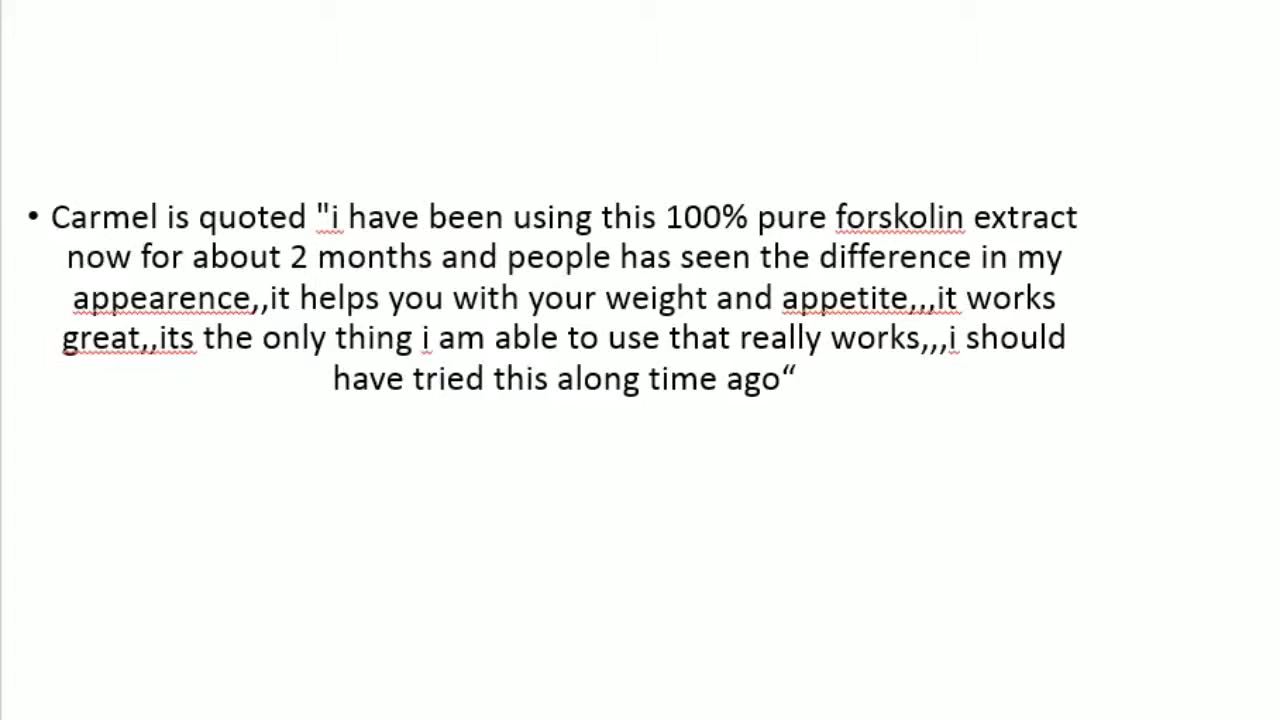 • Carmel is quoted "i have been using this 100% pure forskolin extract
now for about 2 months and people has seen the difference in my
appearence,,it helps you with your weight and appetite,,,it works
great,,its the only thing i am able to use that really works,,,i should
have tried this along time ago“